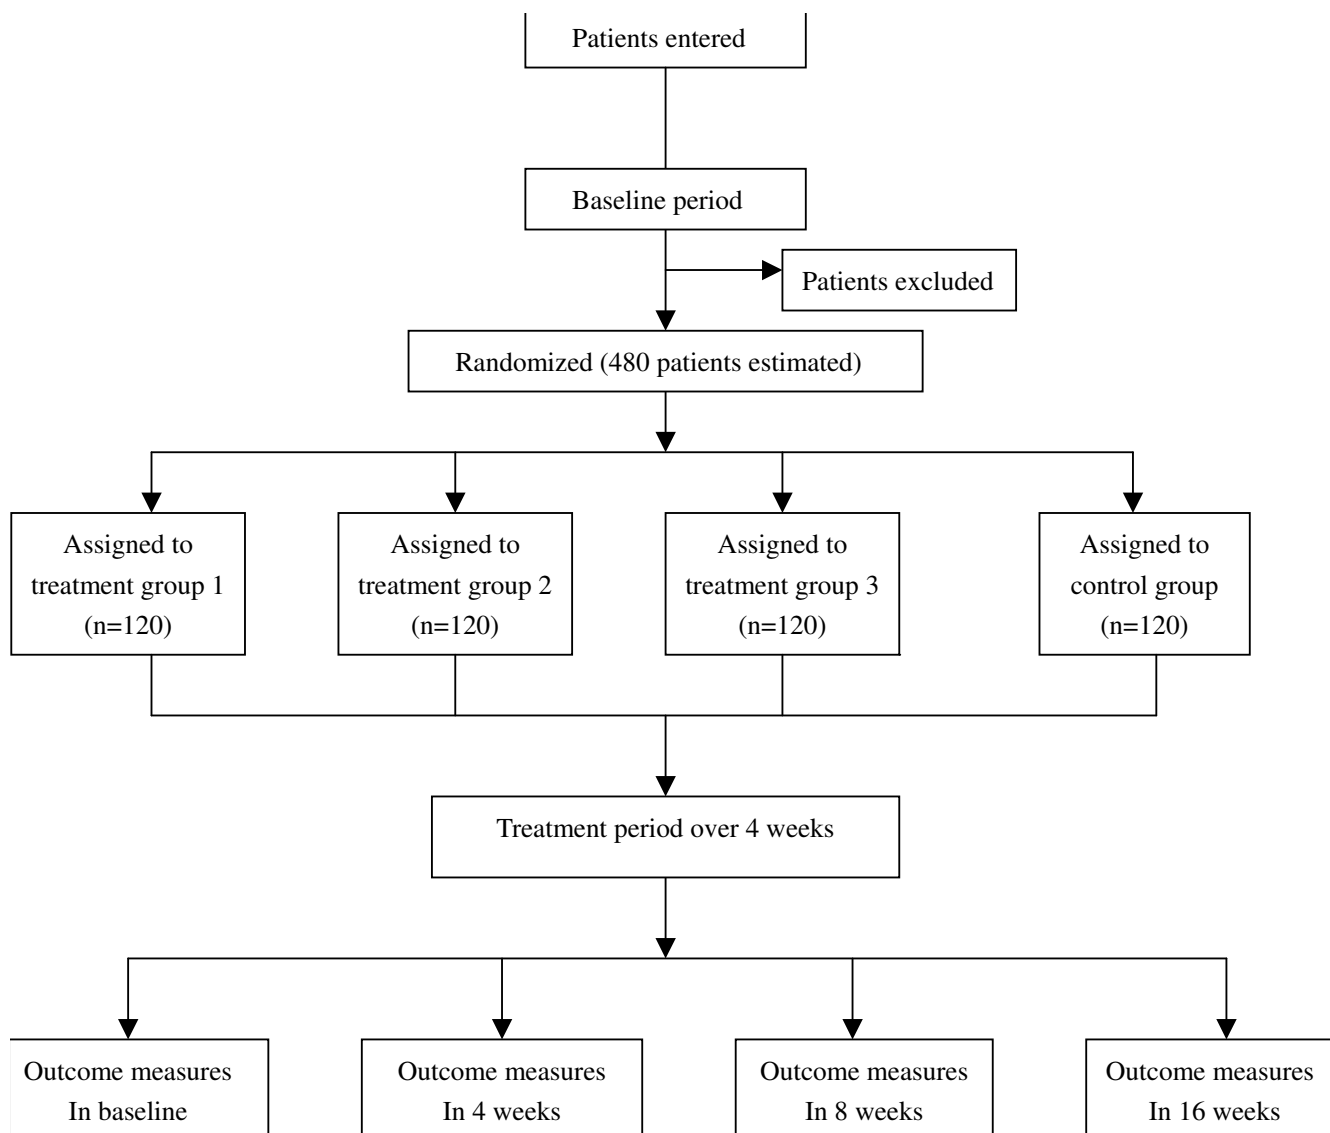 Patients entered
Baseline period
Patients excluded
Randomized (480 patients estimated)
Assigned to
treatment group 1
(n=120)
Assigned to
treatment group 2
(n=120)
Assigned to
treatment group 3
(n=120)
Assigned to
control group
(n=120)
Treatment period over 4 weeks
Outcome measures
In baseline
Outcome measures
In 4 weeks
Outcome measures
In 8 weeks
Outcome measures
In 16 weeks